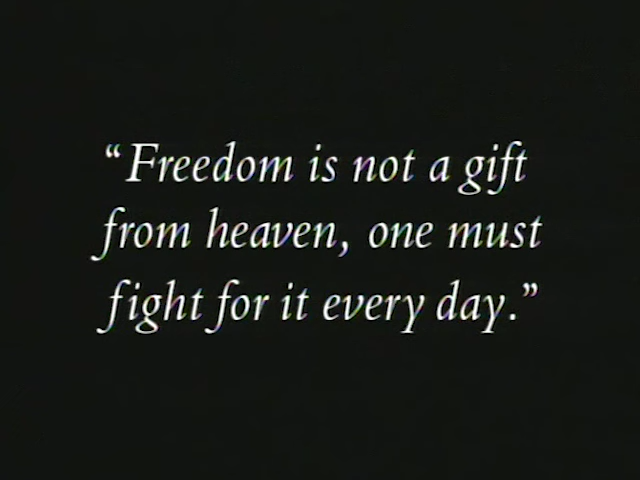 “Freedom is not a gift
from heaven, one must
fight for it every day.”